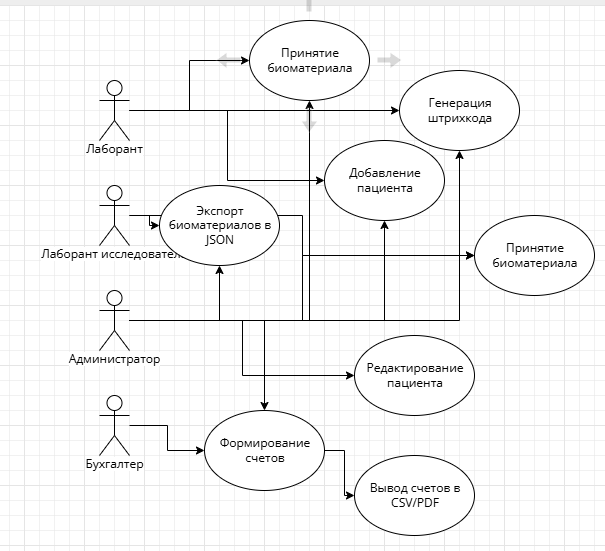 Принятие
биоматериала
Генерация
штрихкода
Лаборант
Добавление
пациента
Экспорт
биоматериалов в
JSON
Лаборант исследовател
Принятие
биоматериала
Администратор
Редактирование
пациента
Бухгалтер
Формирование
счетов
Вывод счетов в
CSV/PDF